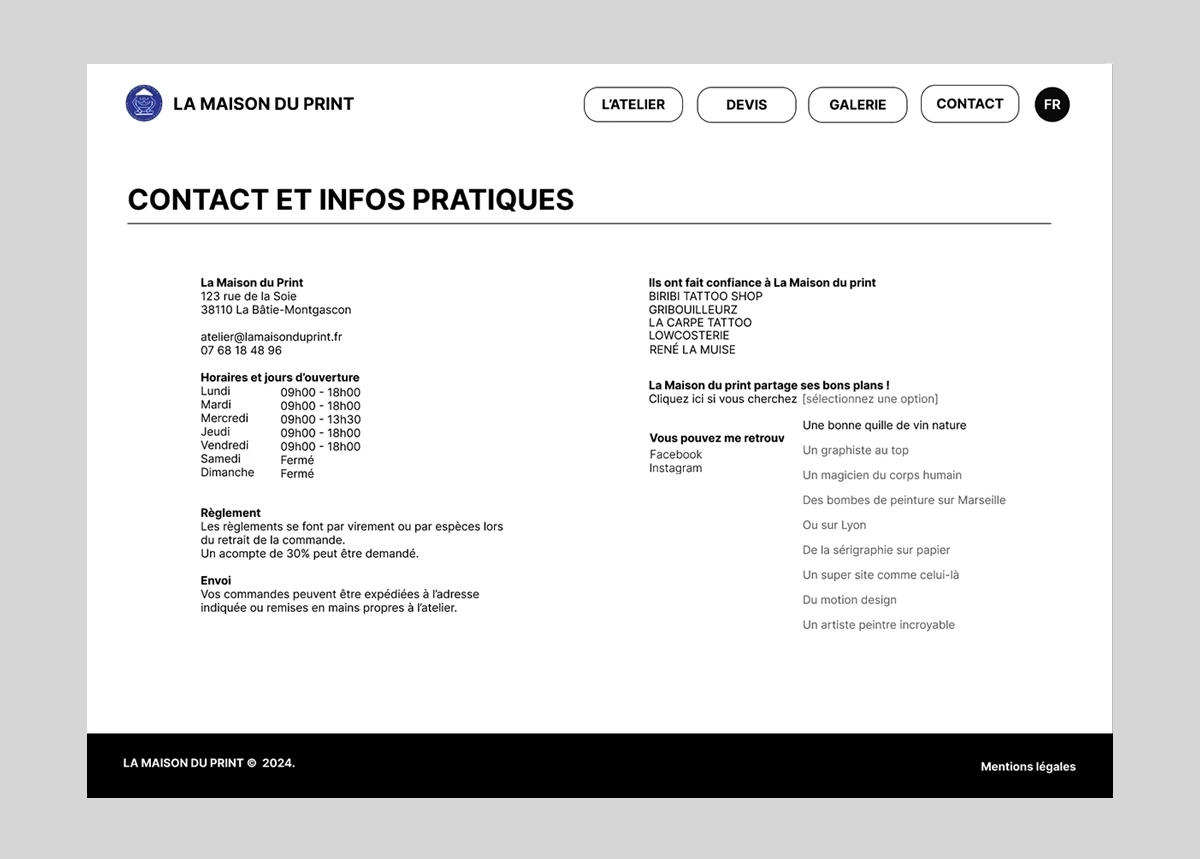 LA MAISON DU PRINT
L'ATELIER
DEVIS
GALERIE
CONTACT
FR
CONTACT ET INFOS PRATIQUES
La Maison du Print
123 rue de la Soie
38110 La Bâtie-Montgascon
atelier@lamaisonduprint.fr
07 68 18 48 96
Horaires et jours d'ouverture
Lundi 09h00 - 18h00
Mardi 09h00 - 18h00
Mercredi 09h00 - 13h30
Jeudi 09h00 - 18h00
Vendredi 09h00 - 18h00
Samedi Fermé
Dimanche Fermé
Règlement
Les règlements se font par virement ou par espèces lors
du retrait de la commande.
Un acompte de 30% peut être demandé.
Envoi
Vos commandes peuvent être expédiées à l'adresse
indiquée ou remises en mains propres à l'atelier.
Ils ont fait confiance à La Maison du print
BIRIBI TATTOO SHOP
GRIBOUILLEURZ
LA CARPE TATTOO
LOWCOSTERIE
RENÉ LA MUISE
La Maison du print partage ses bons plans !
Cliquez ici si vous cherchez [sélectionnez une option]
Une bonne quille de vin nature
Un graphiste au top
Un magicien du corps humain
Des bombes de peinture sur Marseille
Ou sur Lyon
De la sérigraphie sur papier
Un super site comme celui-là
Du motion design
Un artiste peintre incroyable
Vous pouvez me retrouv
Facebook
Instagram
LA MAISON DU PRINT © 2024.
Mentions légales